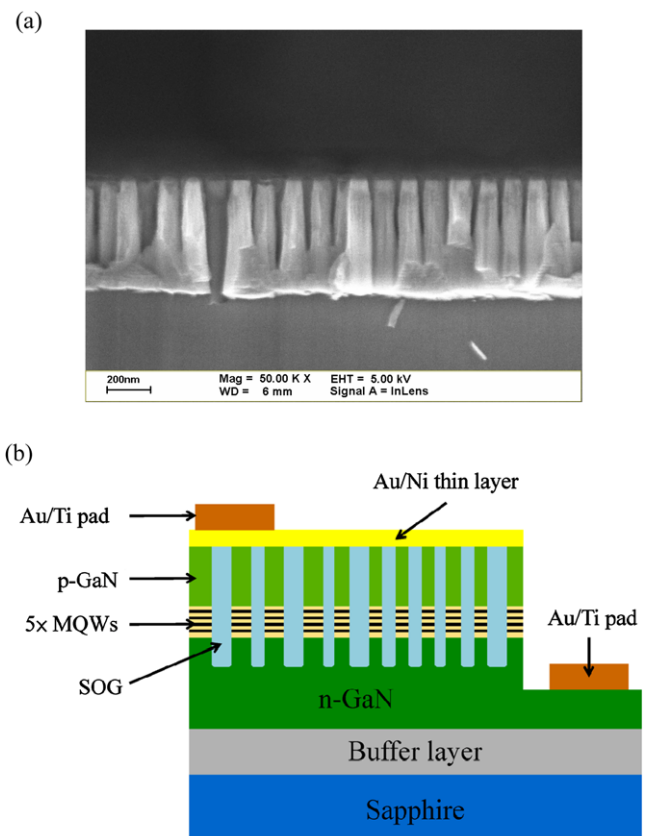 (a)
200nm
Mag = 50.00 K X EHT = 5.00 kV
WD = 6 mm Signal A = InLens
(b)
Au/Ni thin layer
Au/Ti pad
p-GaN
5x MQWs
Au/Ti pad
SOG
n-GaN
Buffer layer
Sapphire